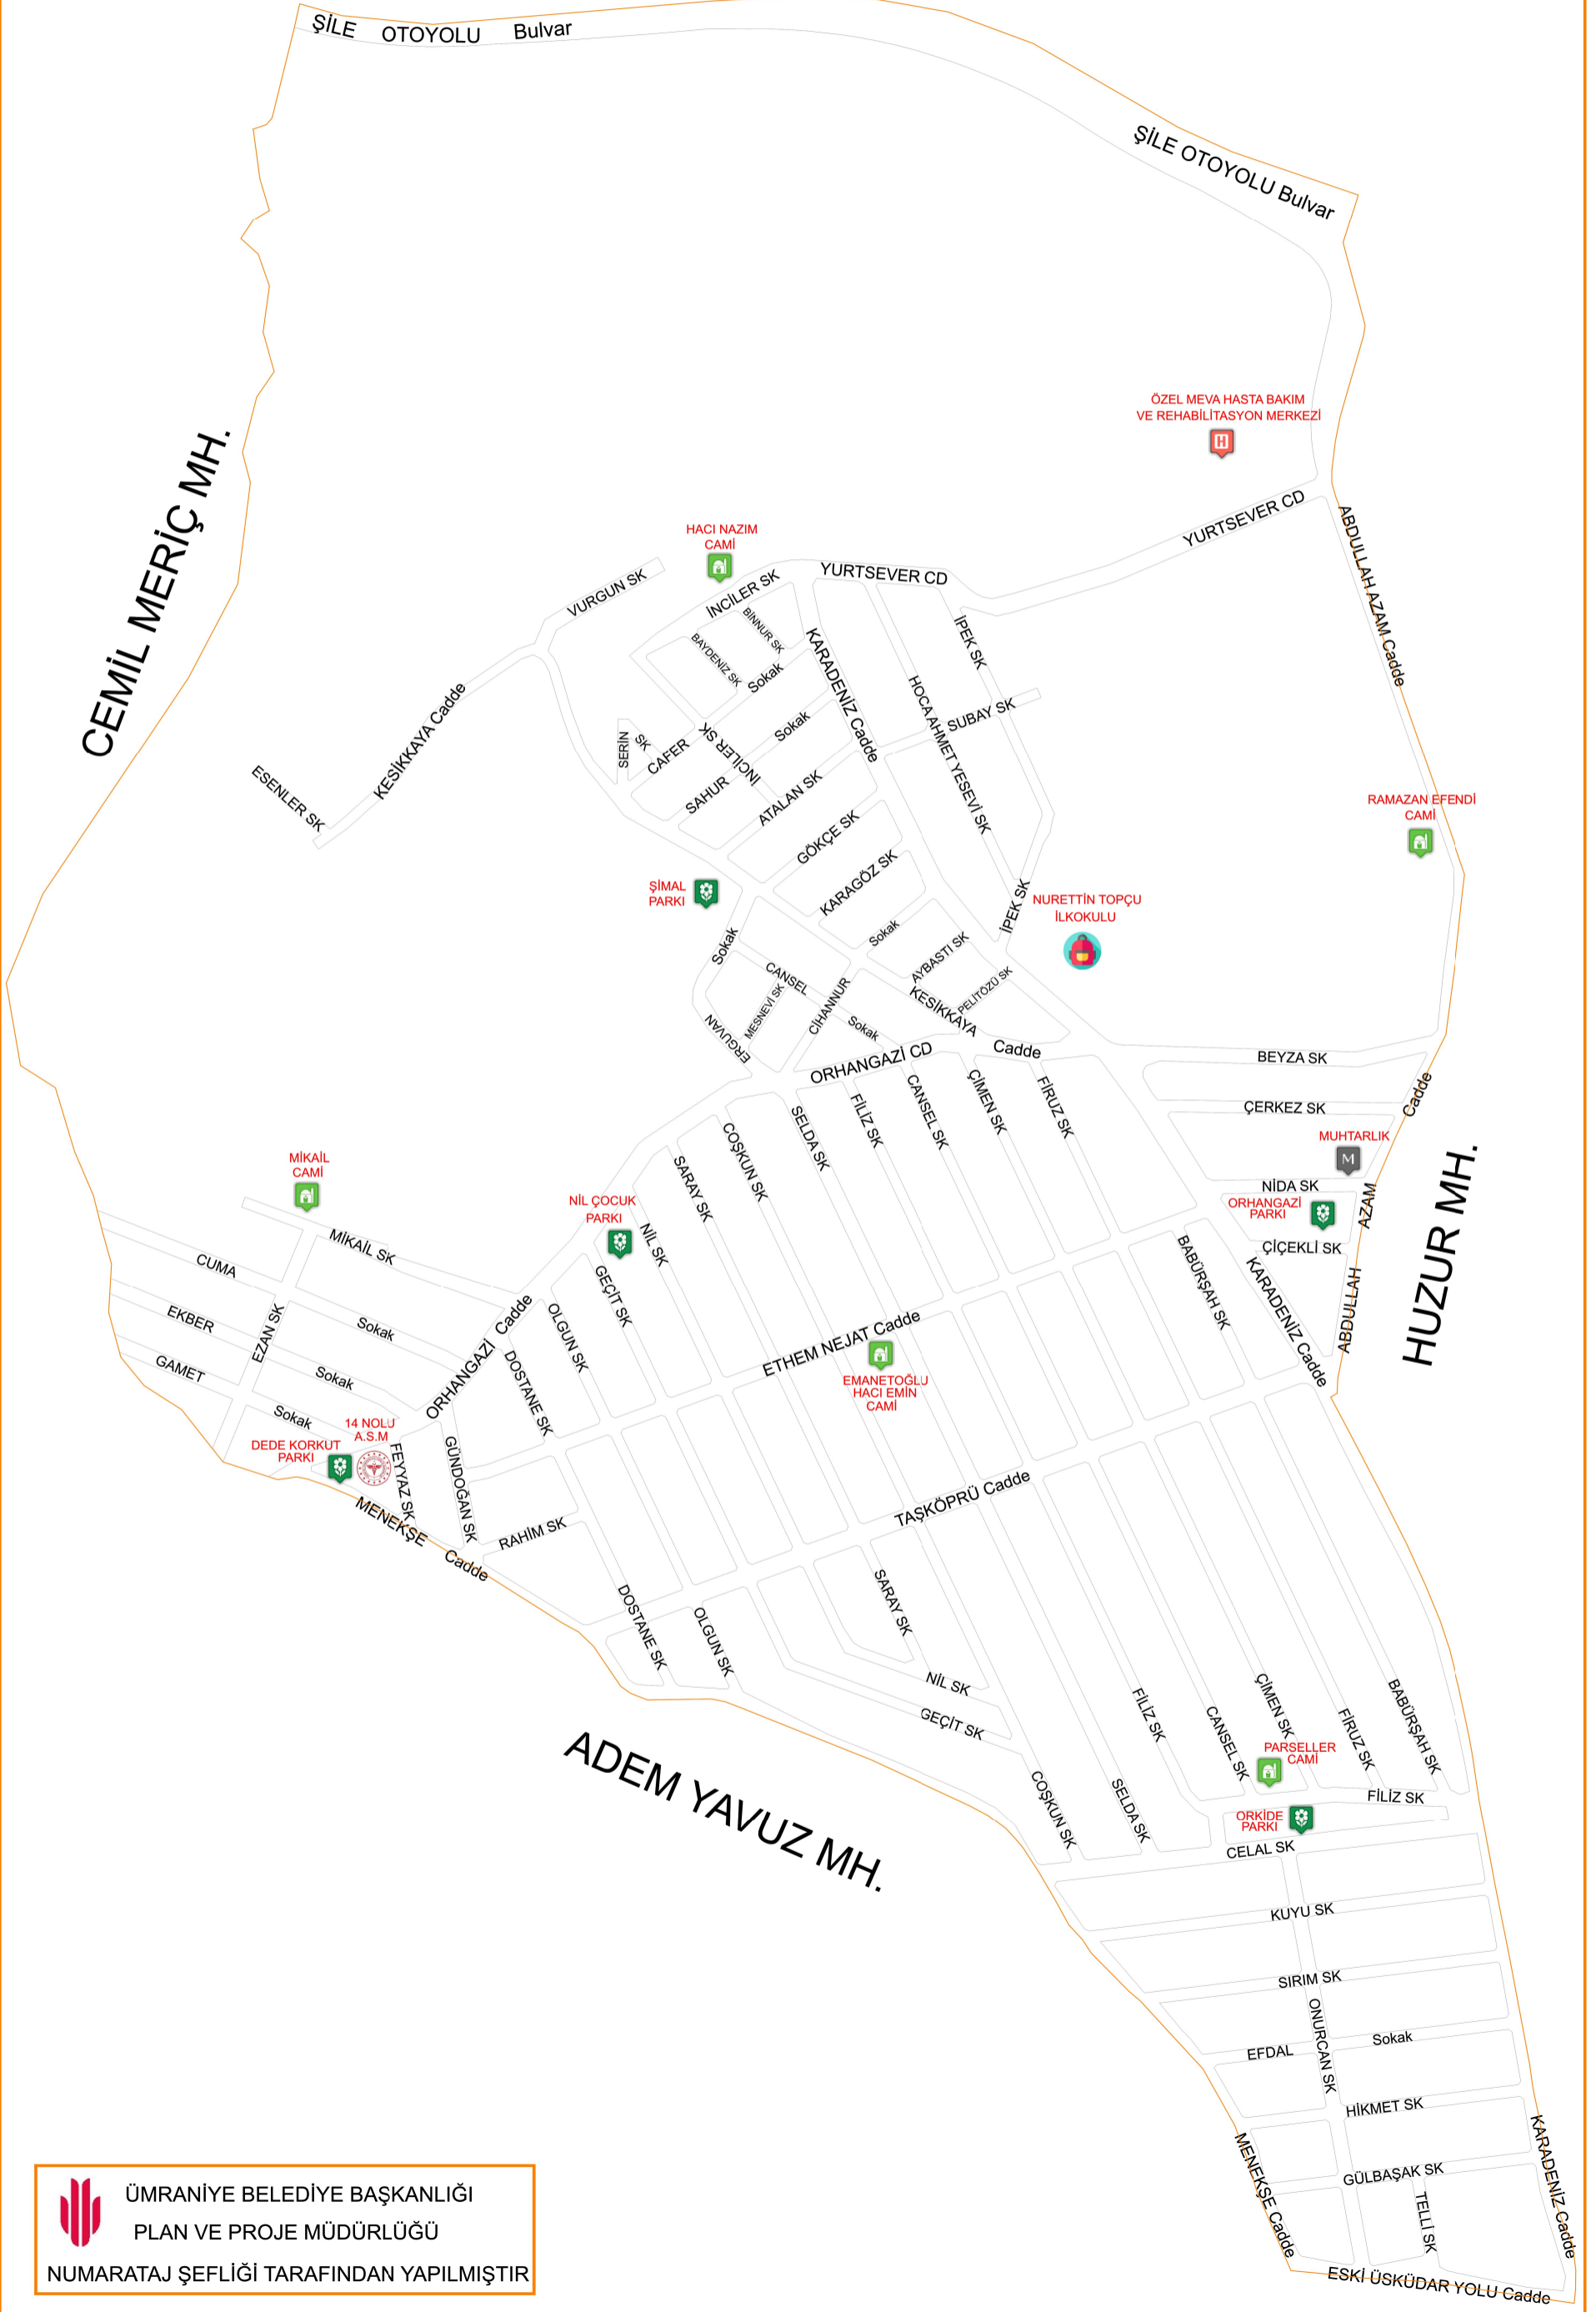 ŞİLE OTOYOLU Bulvar
ŞİLE OTOYOLU Bulvar
ÖZEL MEVA HASTA BAKIM
VE REHABİLİTASYON MERKEZİ
CEMİL MERİÇ MH.
YURTSEVER CD
ABDULLAH AZAM Cadde
HACI NAZIM
CAMİ
VURGUN SK
İNCİLER SK
YURTSEVER CD
BİNNUR SK
BAYDENİZ SK
Sokak
KARADENİZ Cadde
İPEK SK
HOCA AHMET YESEVİ SK
SUBAY SK
KESİKKAYA Cadde
SERİN
SK
CAFER
İNCİLER SK
Sokak
SAHUR
ATALAN SK
ESENLER SK
GÖKÇE SK
RAMAZAN EFENDİ
CAMİ
KARAGÖZ SK
ŞİMAL
PARKI
İPEK SK
NURETTİN TOPÇU
İLKOKULU
Sokak
Sokak
AYBASTI SK
CANSEL
PELİTÖZÜ SK
MESNEVİ SK
CİHANNUR
KESİKKAYA
Sokak
ERGUVAN
Cadde
ORHANGAZİ CD
BEYZA SK
Cadde
ÇERKEZ SK
ÇİMEN SK
FİRUZ SK
CANSEL SK
FİLİZ SK
SELDA SK
COŞKUN SK
SARAY SK
MUHTARLIK
M
NİDA SK
ORHANGAZİ
PARKI
AZAM
HUZUR MH.
MİKAİL
CAMİ
NİL ÇOCUK
PARKI
NİL SK
MİKAİL SK
ÇİÇEKLİ SK
CUMA
GEÇİT SK
BABÜRŞAH SK
KARADENİZ Cadde
ABDULLAH
EKBER
EZAN SK
Sokak
ORHANGAZİ Cadde
OLGUN SK
ETHEM NEJAT Cadde
EMANETOĞLU
HACI EMİN
CAMİ
GAMET
Sokak
DOSTANE SK
Sokak
14 NOLU
A.S.M
DEDE KORKUT
PARKI
FEYYAZ SK
GÜNDOĞAN SK
MENEKŞE Cadde
RAHİM SK
TAŞKÖPRÜ Cadde
DOSTANE SK
OLGUN SK
SARAY SK
NİL SK
GEÇİT SK
FİLİZ SK
CANSEL SK
ÇİMEN SK
FİRUZ SK
BABÜRŞAH SK
ADEM YAVUZ MH.
PARSELLER
CAMİ
COŞKUN SK
SELDA SK
FİLİZ SK
ORKİDE
PARKI
CELAL SK
KUYU SK
SIRIM SK
ONURCAN SK
EFDAL
Sokak
HİKMET SK
MENEKŞE Cadde
GÜLBAŞAK SK
TELLİ SK
KARADENİZ Cadde
ESKİ ÜSKÜDAR YOLU Cadde
ÜMRANİYE BELEDİYE BAŞKANLIĞI
PLAN VE PROJE MÜDÜRLÜĞÜ
NUMARATAJ ŞEFLİĞİ TARAFINDAN YAPILMIŞTIR